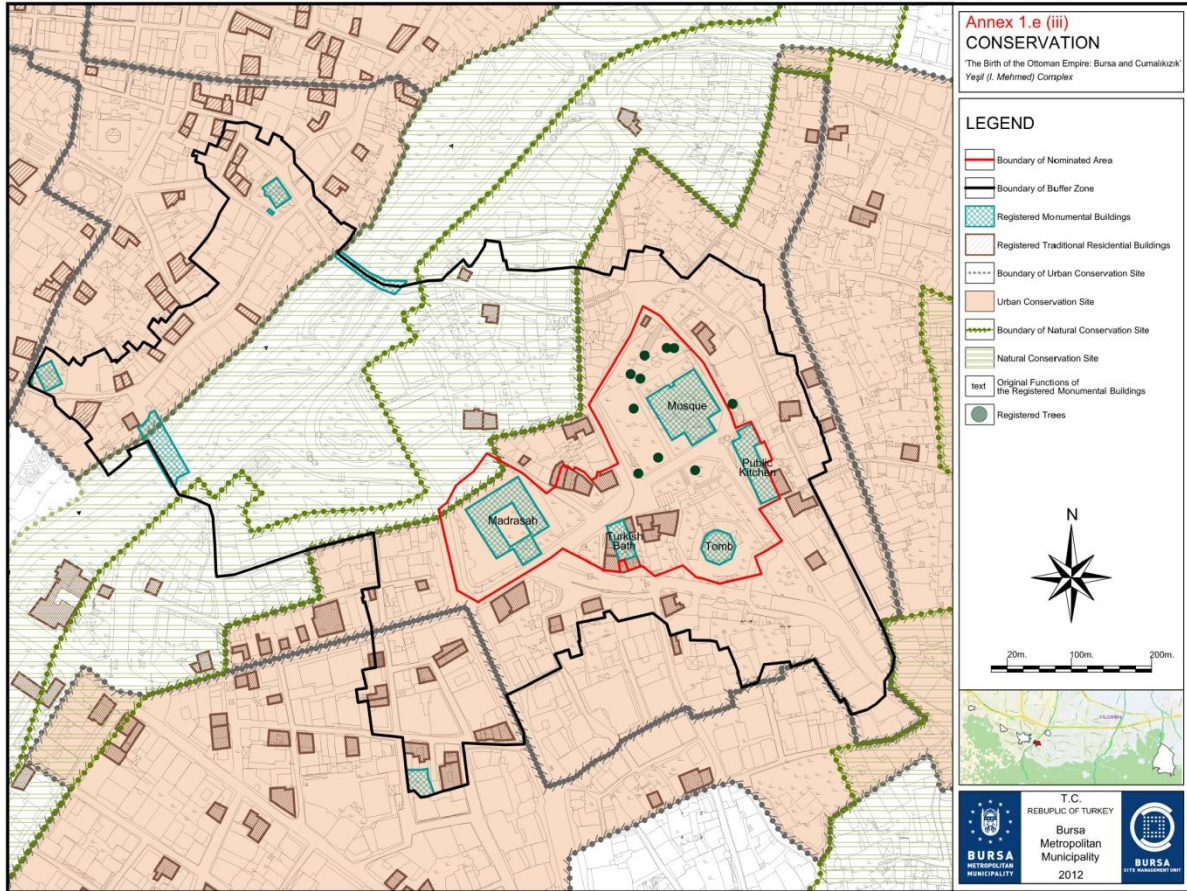 Annex 1.e (iii)
CONSERVATION
'The Birth of the Ottoman Empire: Bursa and Cumalıkızık'
Yeşil (I. Mehmed) Complex
LEGEND
Boundary of Nominated Area
Boundary of Buffer Zone
Registered Monumental Buildings
Registered Traditional Residential Buildings
Boundary of Urban Conservation Site
Urban Conservation Site
Boundary of Natural Conservation Site
Natural Conservation Site
text
Original Functions of
the Registered Monumental Buildings
Registered Trees
Mosque
Public
Kitchen
Madrasah
Turkish
Bath
Tomb
N
20m.
100m.
200m.
T.C.
REBUPLIC OF TURKEY
Bursa
Metropolitan
Municipality
2012
BURSA
METROPOLITAN
MUNICIPALITY
BURSA
SITE MANAGEMENT UNIT